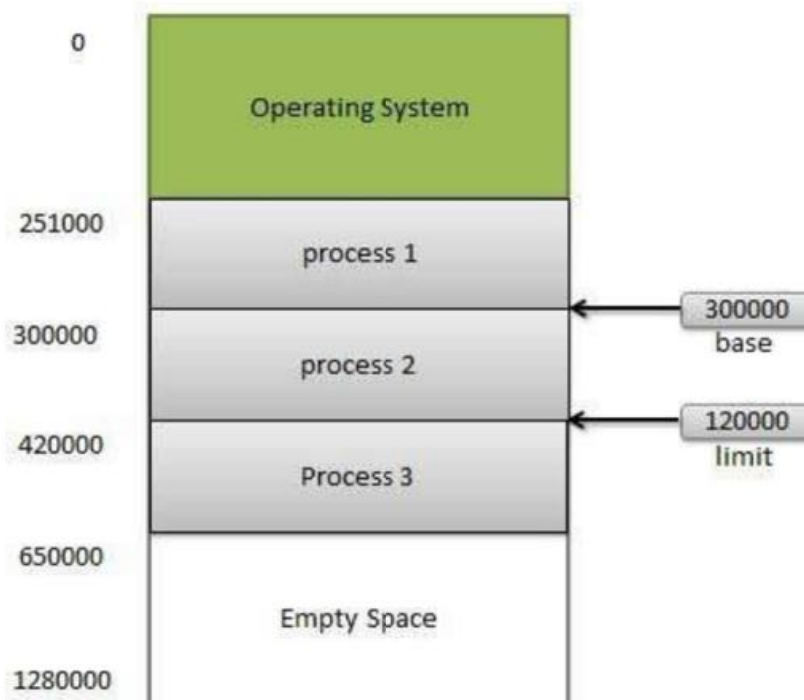 0
Operating System
251000
process 1
300000
300000
base
process 2
420000
120000
limit
Process 3
650000
Empty Space
1280000